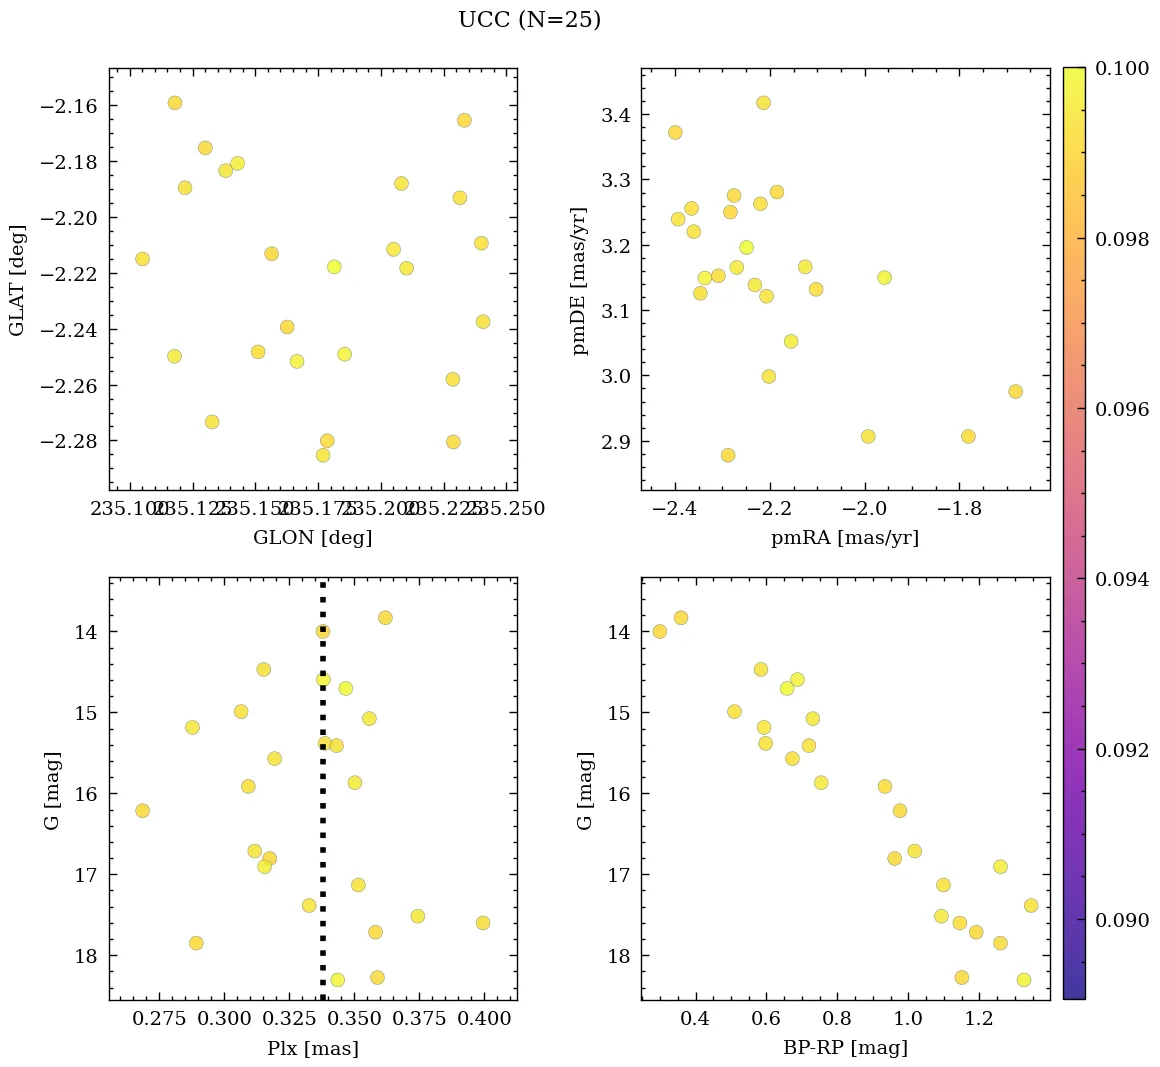 UCC (N=25)
−2.16
−2.18
−2.20
−2.22
−2.24
−2.26
−2.28
GLAT [deg]
235.100 235.125 235.150 235.175 235.200 235.225 235.250
GLON [deg]
3.4
3.3
3.2
3.1
3.0
2.9
pmDE [mas/yr]
−2.4 −2.2 −2.0 −1.8
pmRA [mas/yr]
14
15
16
17
18
G [mag]
0.275 0.300 0.325 0.350 0.375 0.400
Plx [mas]
14
15
16
17
18
G [mag]
0.4 0.6 0.8 1.0 1.2
BP-RP [mag]
0.100
0.098
0.096
0.094
0.092
0.090